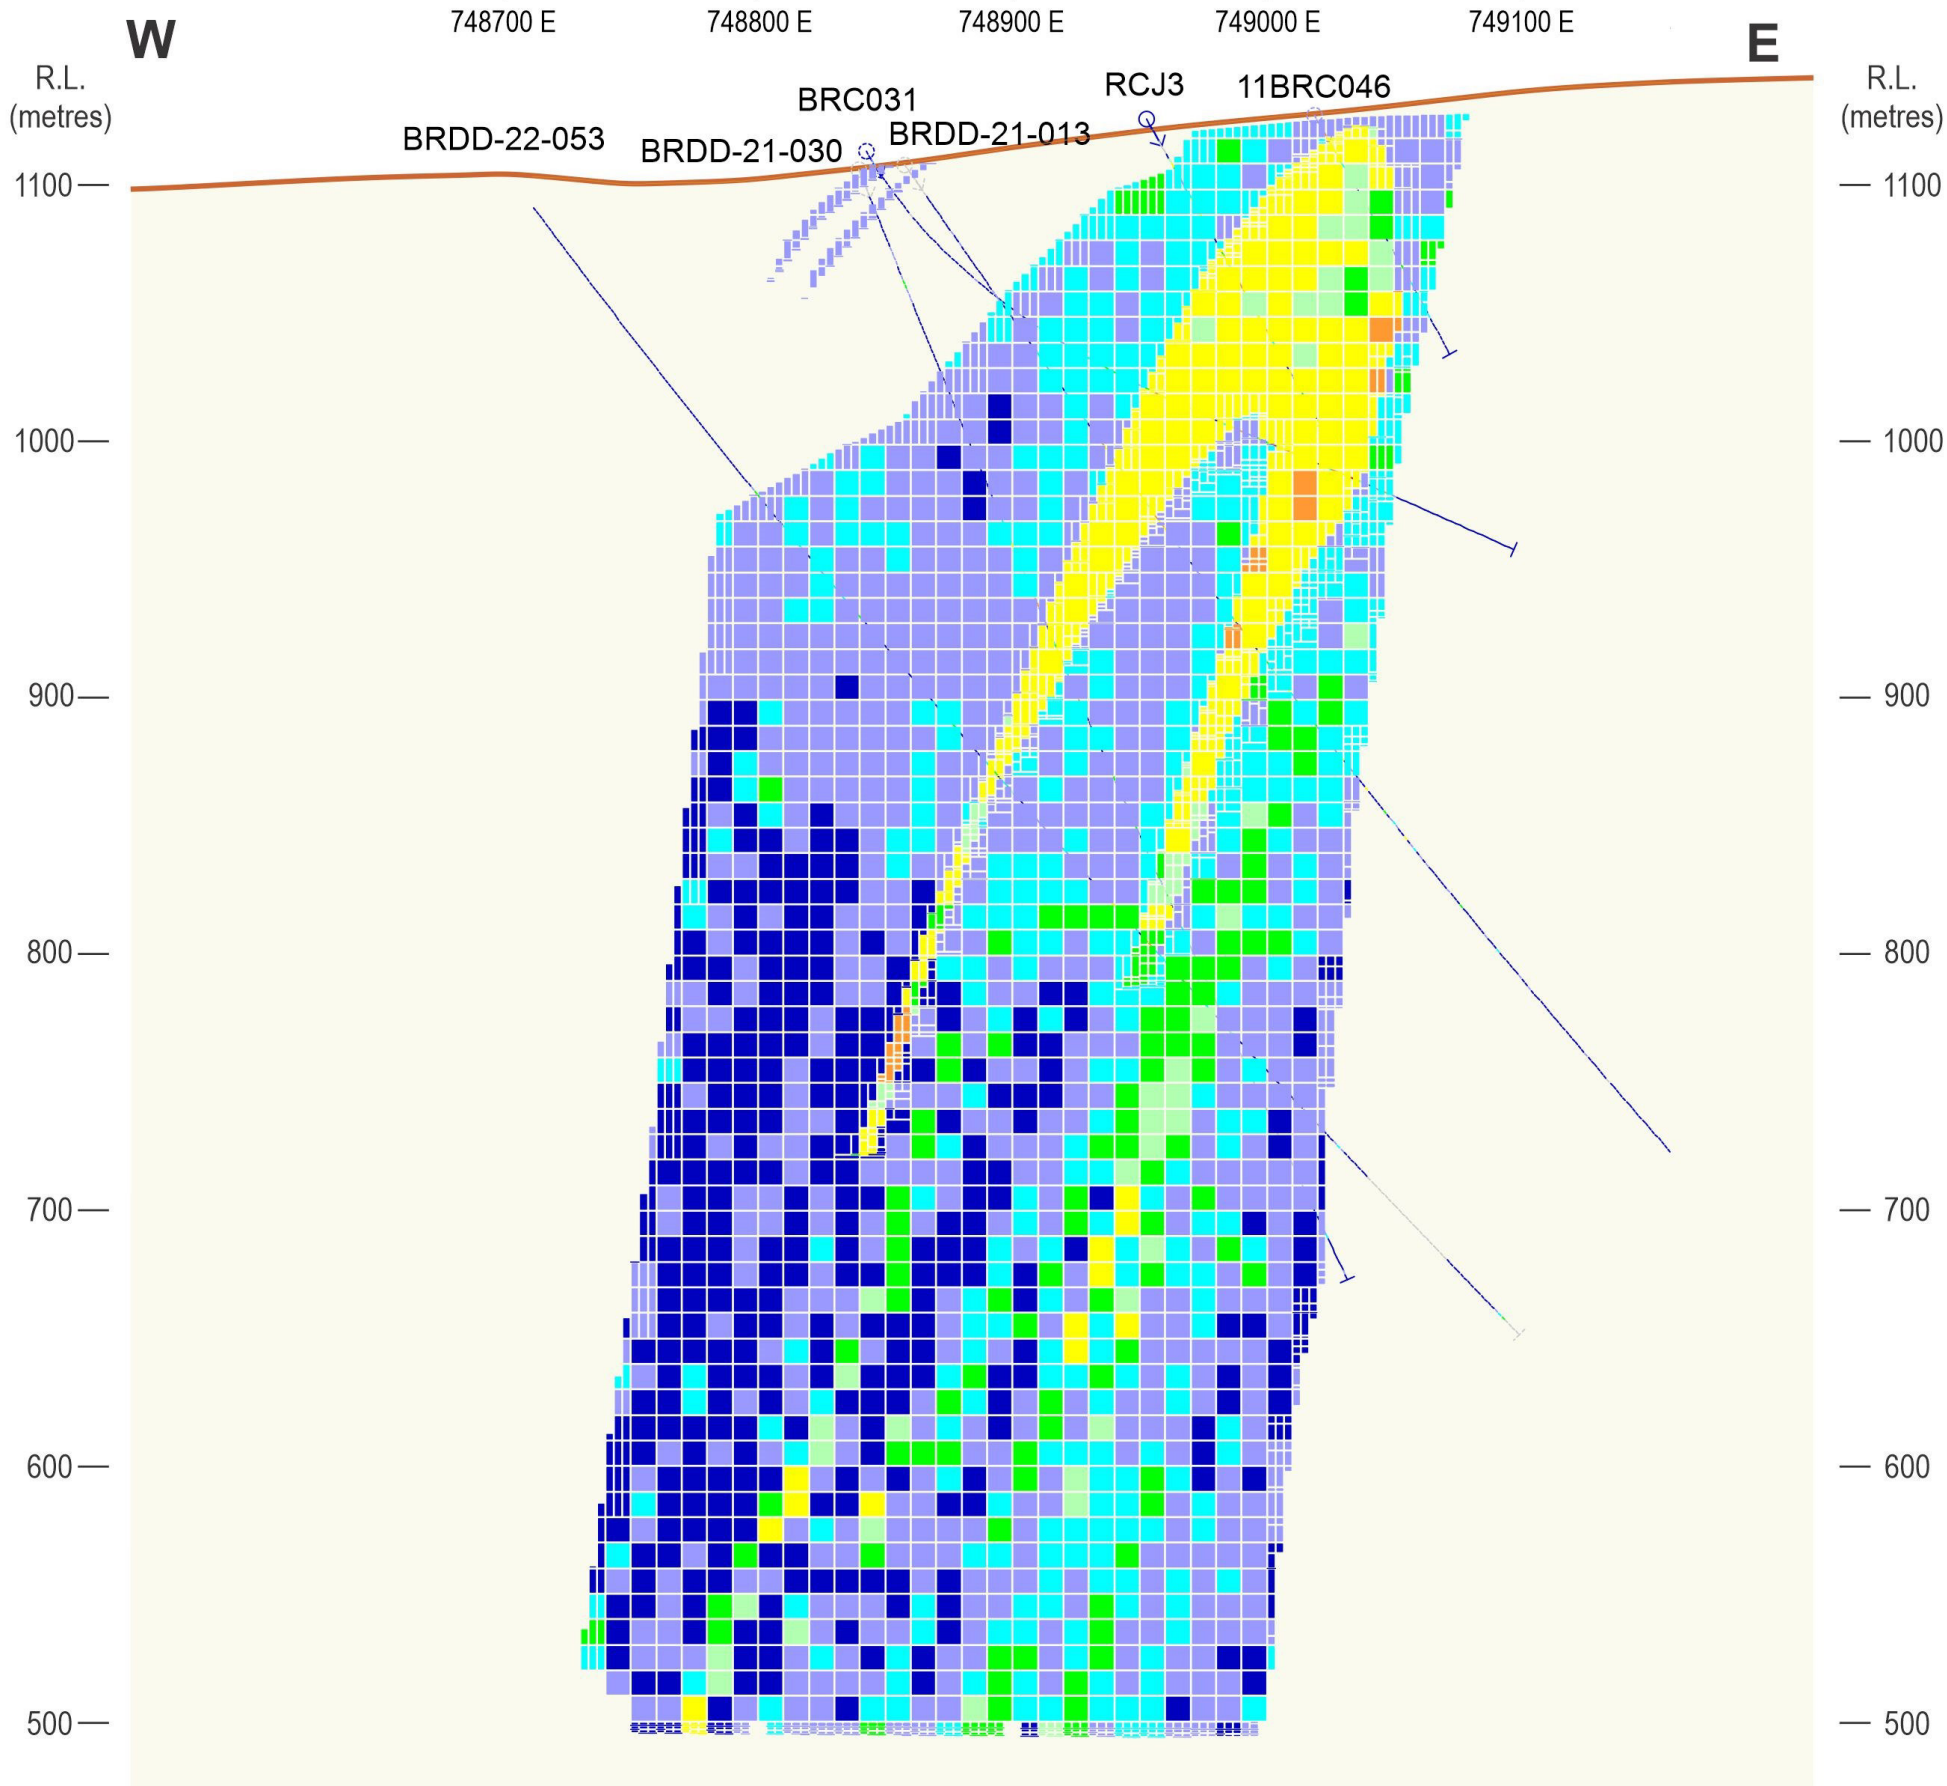 748700 E 748800 E 748900 E 749000 E 749100 E
W E
R.L. R.L.
(metres) (metres)
RCJ3 11BRC046
BRC031
BRDD-22-053 BRDD-21-030 BRDD-21-013
1100 1100
1000 1000
900 900
800 800
700 700
600 600
500 500